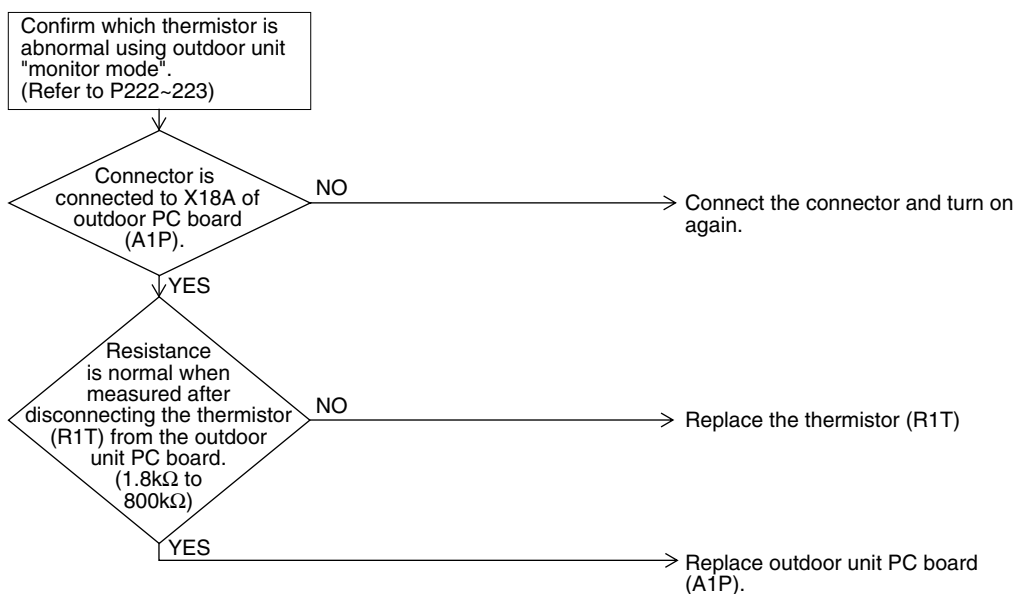 Confirm which thermistor is
abnormal using outdoor unit
"monitor mode".
(Refer to P222~223)
Connector is
connected to X18A of
outdoor PC board
(A1P).
NO
Connect the connector and turn on
again.
YES
Resistance
is normal when
measured after
disconnecting the thermistor
(R1T) from the outdoor
unit PC board.
(1.8kΩ to
800kΩ)
NO
Replace the thermistor (R1T)
YES
Replace outdoor unit PC board
(A1P).